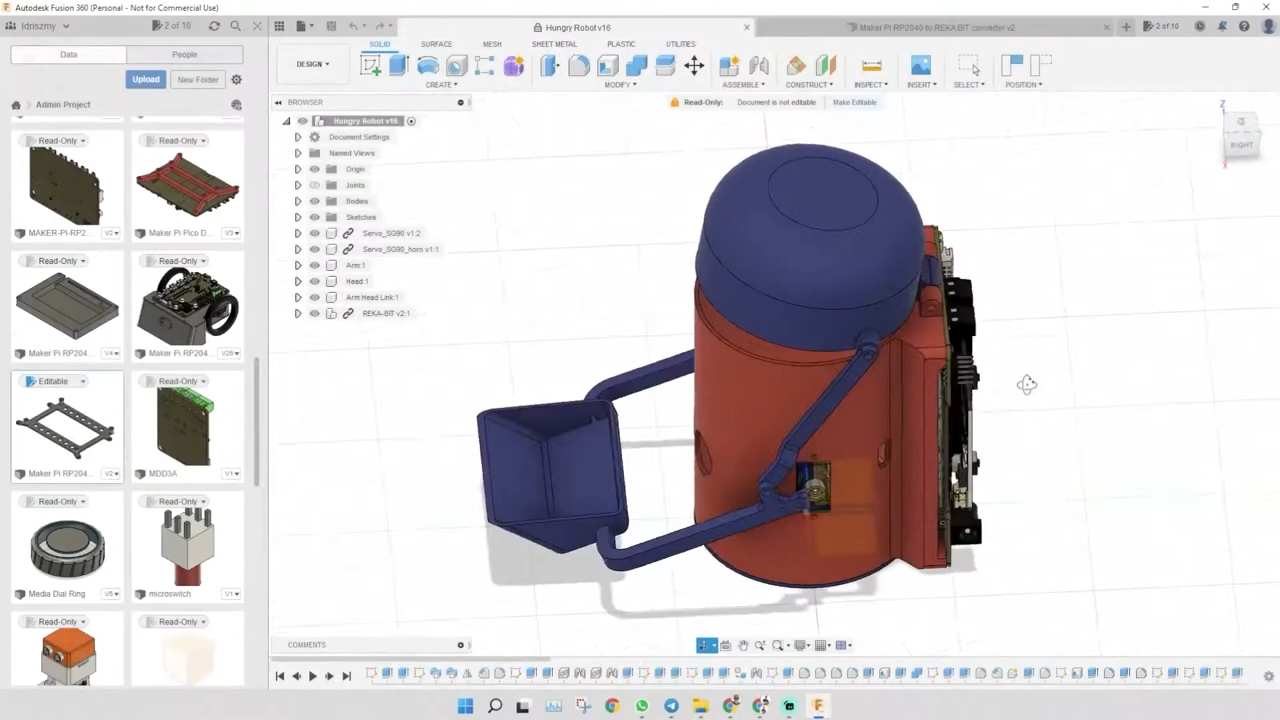 Autodesk Fusion 360 (Personal - Not for Commercial Use)
Idriszmy
2 of 10
Hungry Robot v16
Maker Pi RP2040 to REKA:BIT converter v2
2 of 10
Data
People
Upload
New Folder
Admin Project
SOLID
SURFACE
MESH
SHEET METAL
PLASTIC
UTILITIES
DESIGN
CREATE
MODIFY
ASSEMBLE
CONSTRUCT
INSPECT
INSERT
SELECT
POSITION
BROWSER
Read-Only:
Document is not editable
Make Editable
Hungry Robot v16
Document Settings
Named Views
Origin
Joints
Bodies
Sketches
Servo_SG90 v1:2
Servo_SG90_horn v1:1
Arm:1
Head:1
Arm Head Link:1
REKA-BIT v2:1
Z
RIGHT
X
Read-Only
Read-Only
MAKER-PI-RP2...
V2
Maker Pi Pico D...
V3
Read-Only
Read-Only
Maker Pi RP204...
V4
Maker Pi RP204...
V26
Editable
Read-Only
Maker Pi RP204...
V2
MDD3A
V1
Read-Only
Read-Only
Media Dial Ring
V5
microswitch
V1
Read-Only
Read-Only
COMMENTS